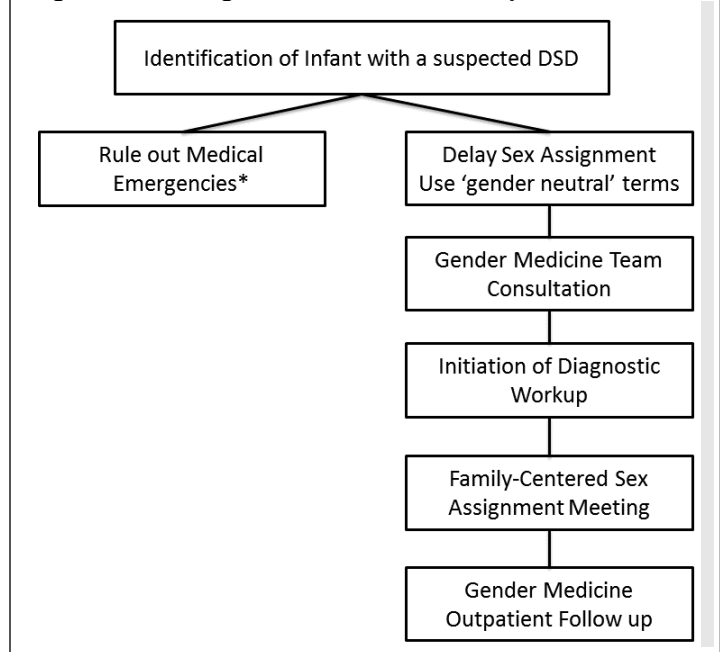 Identification of Infant with a suspected DSD
Rule out Medical
Emergencies*
Delay Sex Assignment
Use ‘gender neutral’ terms
Gender Medicine Team
Consultation
Initiation of Diagnostic
Workup
Family-Centered Sex
Assignment Meeting
Gender Medicine
Outpatient Follow up